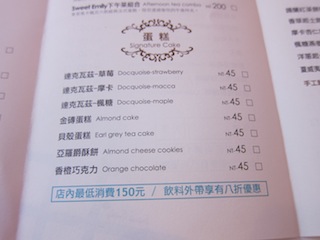 Sweet Emily下午茶組合 Afternoon tea combo NT.200 □
蛋糕
Signature Cake
達克瓦茲-草莓 Docquoise-strawberry NT.45 □
達克瓦茲-摩卡 Docquoise-mocca NT.45 □
達克瓦茲-楓糖 Docquoise-maple NT.45 □
金磚蛋糕 Almond cake NT.45 □
貝殼蛋糕 Earl grey tea cake NT.45 □
亞羅爵酥餅 Almond cheese cookies NT.45 □
香橙巧克力 Orange chocolate NT.45 □
店內最低消費150元 / 飲料外帶享有八折優惠